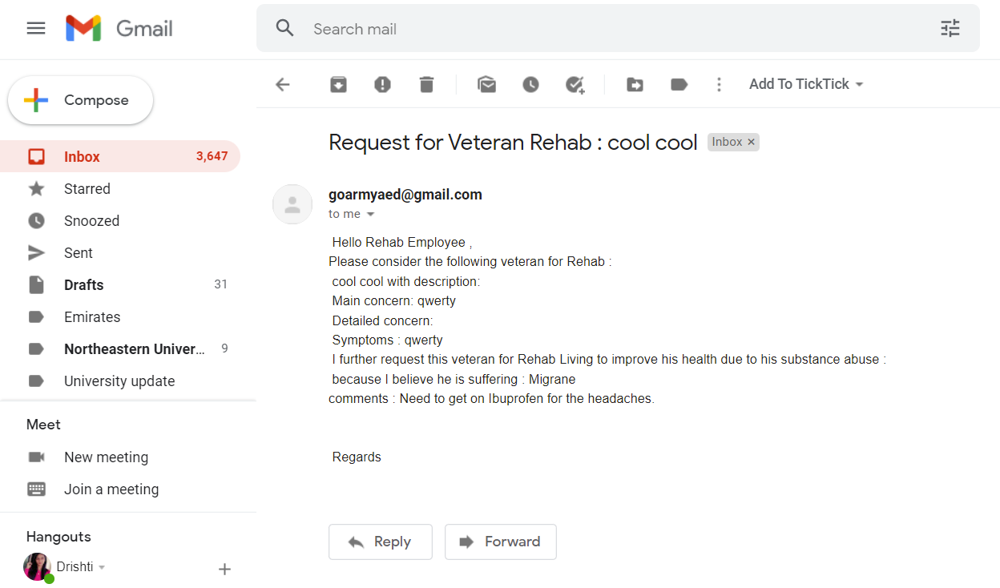 Gmail
Search mail
Compose
Add To TickTick
Inbox 3,647
Starred
Snoozed
Sent
Drafts 31
Emirates
Northeastern Univer... 9
University update
Meet
New meeting
Join a meeting
Hangouts
Drishti
Request for Veteran Rehab : cool cool Inbox ×
goarmyaed@gmail.com
to me
Hello Rehab Employee ,
Please consider the following veteran for Rehab :
cool cool with description:
Main concern: qwerty
Detailed concern:
Symptoms : qwerty
I further request this veteran for Rehab Living to improve his health due to his substance abuse :
because I believe he is suffering : Migrane
comments : Need to get on Ibuprofen for the headaches.
Regards
Reply Forward